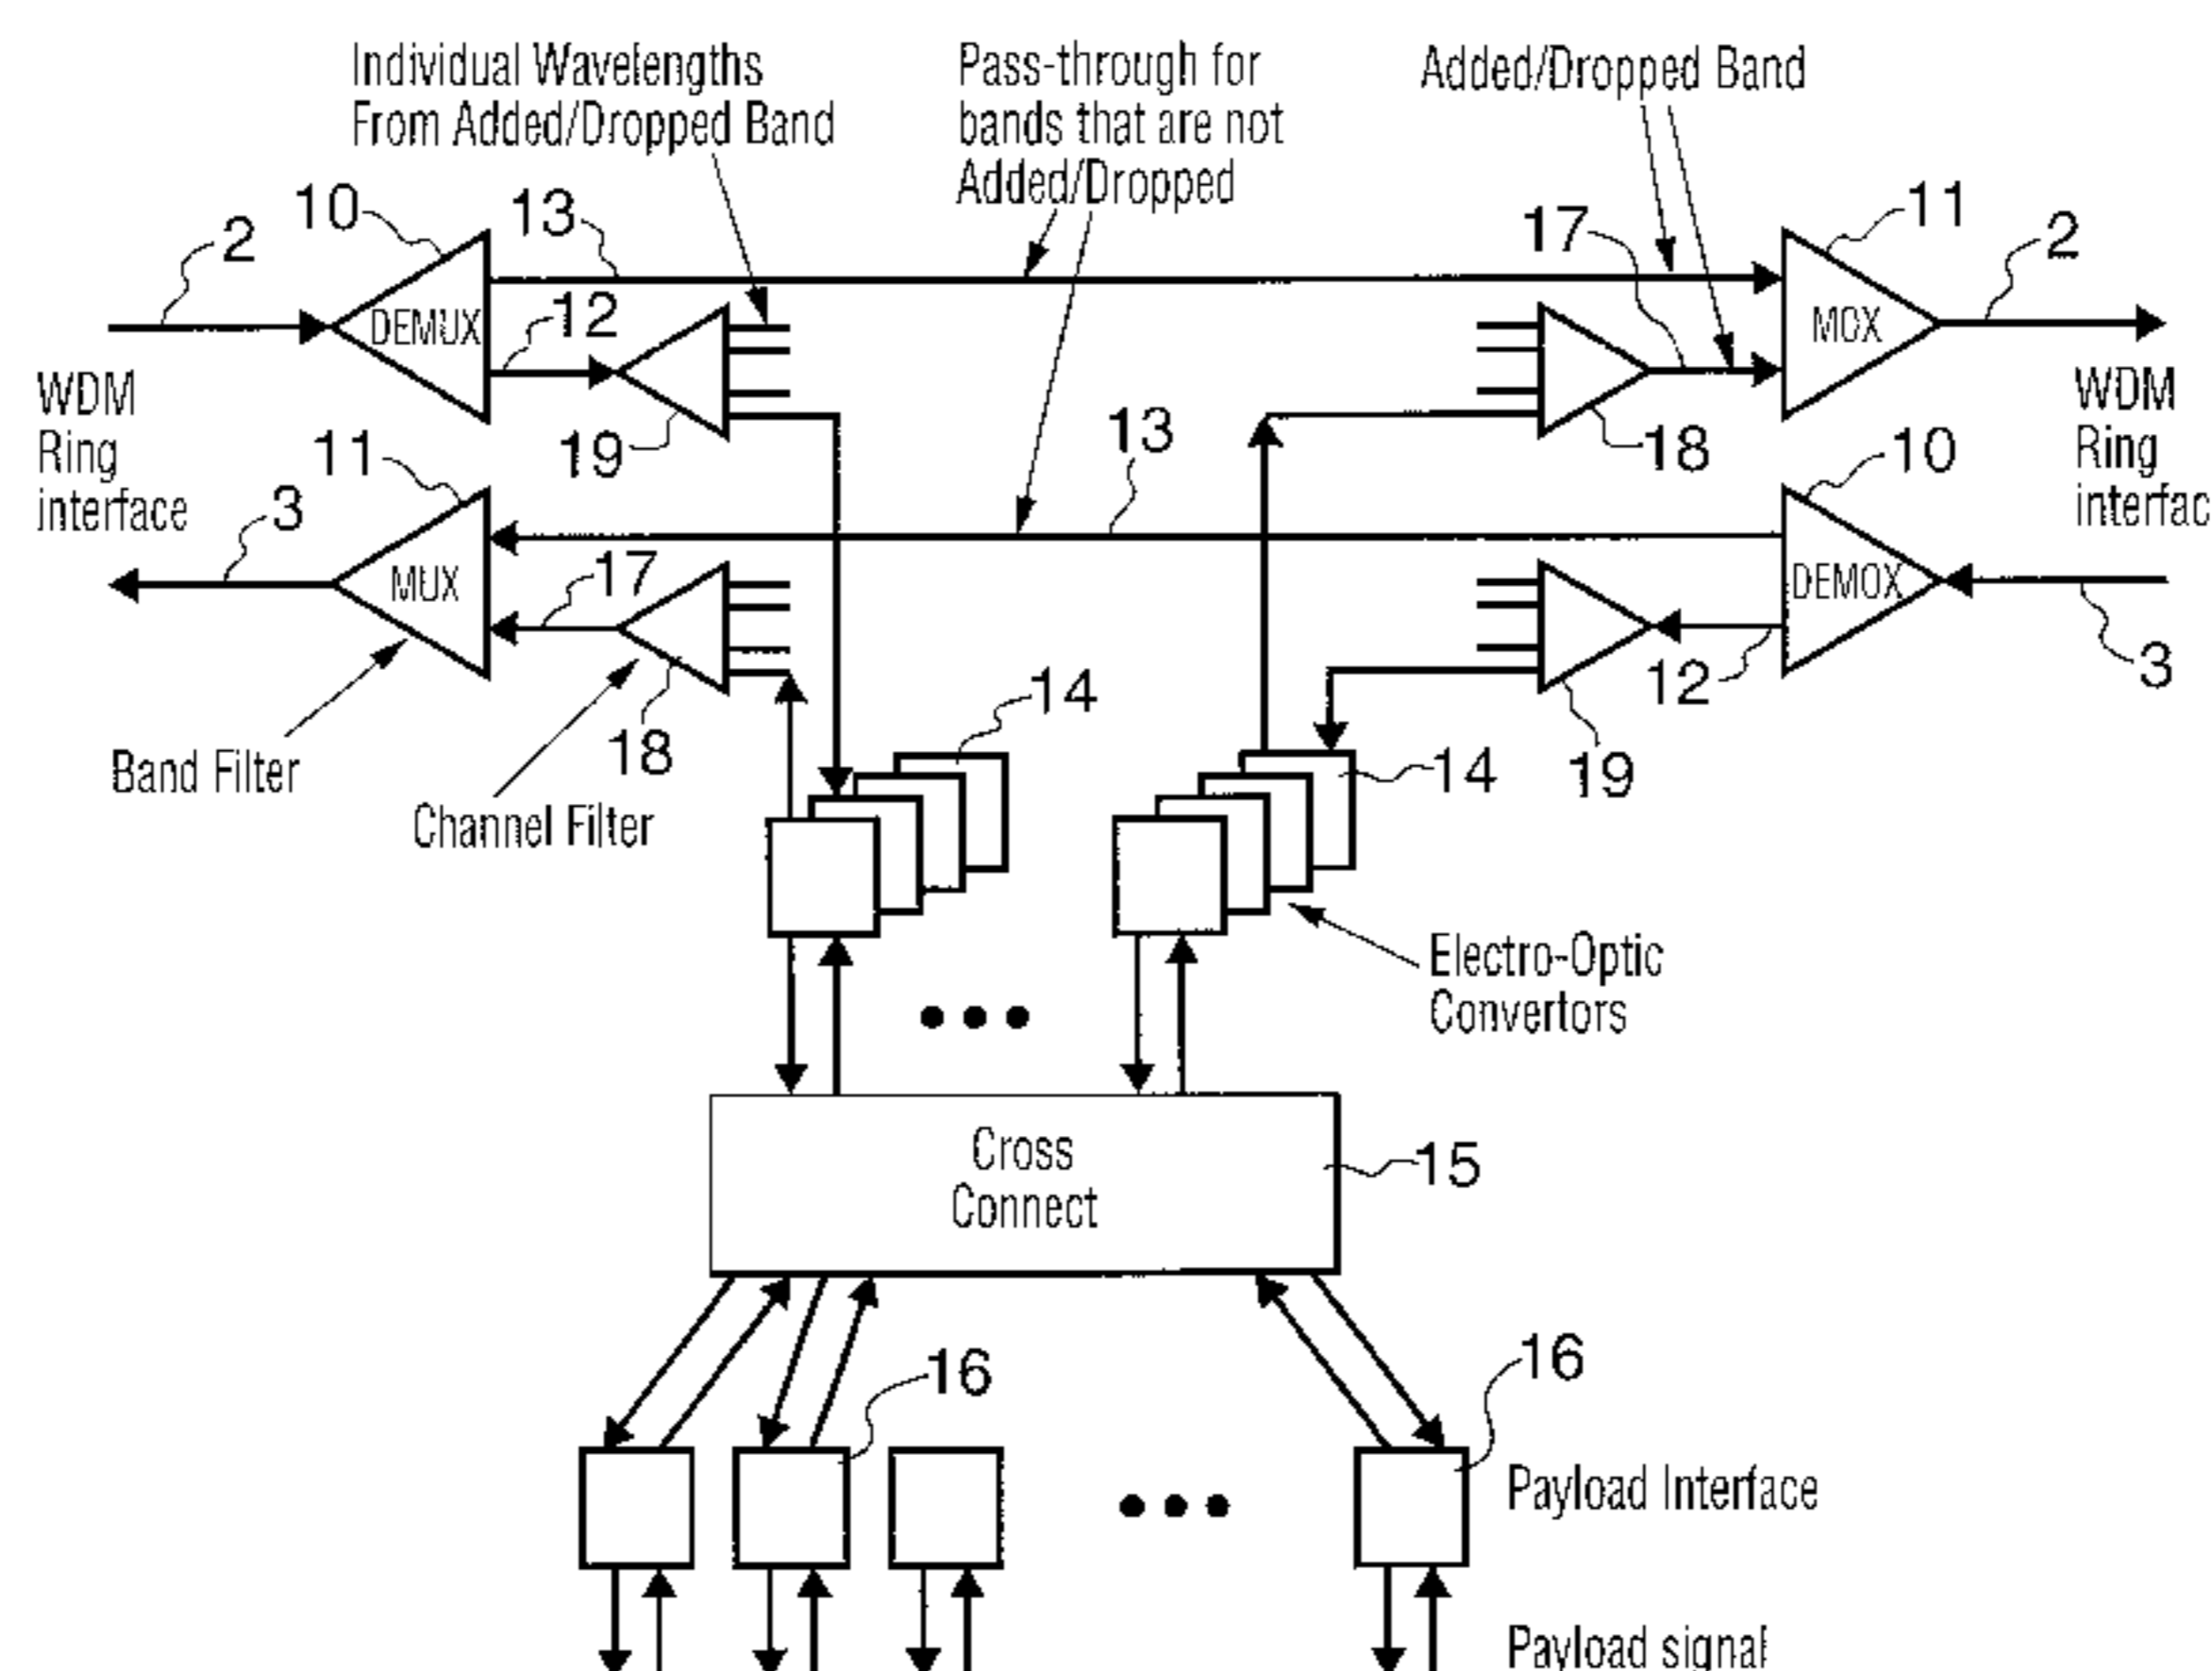 Individual Wavelengths
From Added/Dropped Band
Pass-through for
bands that are not
Added/Dropped
Added/Dropped Band
10
13
2
12
DEMUX
19
17
11
2
MOX
18
WDM
Ring
interface
WDM
Ring
interfac
11
3
MUX
17
18
13
10
DEMOX
12
3
19
Band Filter
Channel Filter
14
14
Electro-Optic
Convertors
Cross
Connect
15
16
16
Payload Interface
Payload signal